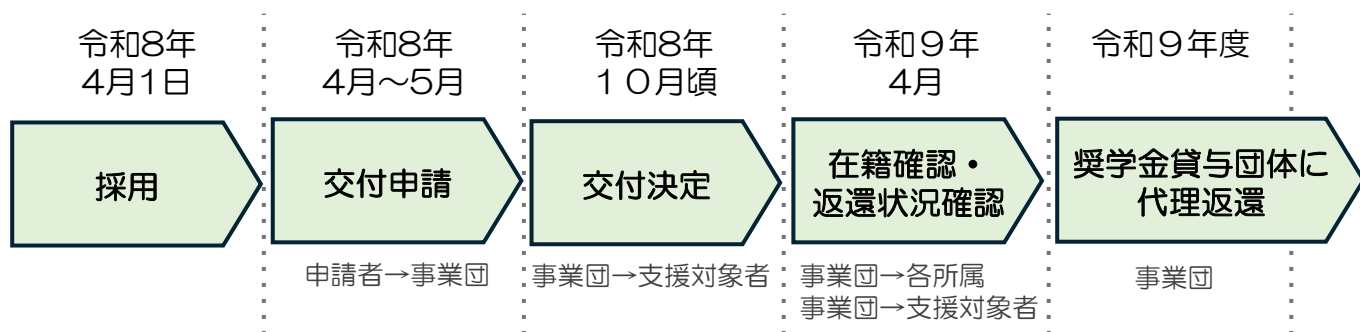 令和8年
4月1日
令和8年
4月～5月
令和8年
１０月頃
令和９年
4月
令和９年度
採用
交付申請
交付決定
在籍確認・
返還状況確認
奨学金貸与団体に
代理返還
申請者→事業団
事業団→支援対象者
事業団→各所属
事業団→支援対象者
事業団